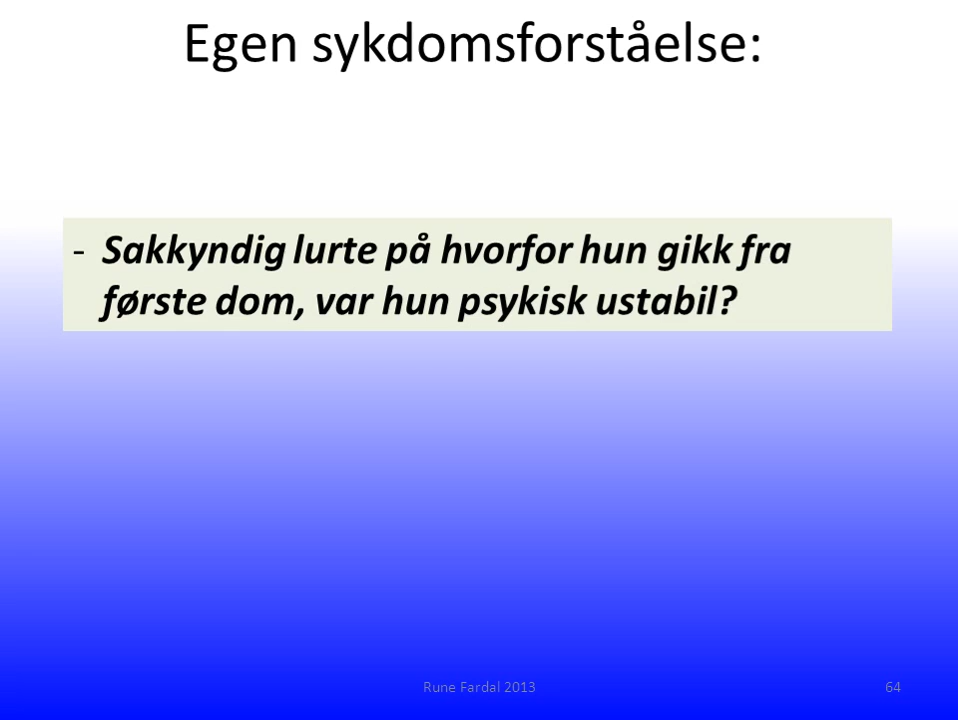 Egen sykdomsforståelse:
- Sakkyndig lurte på hvorfor hun gikk fra
første dom, var hun psykisk ustabil?
Rune Fardal 2013
64